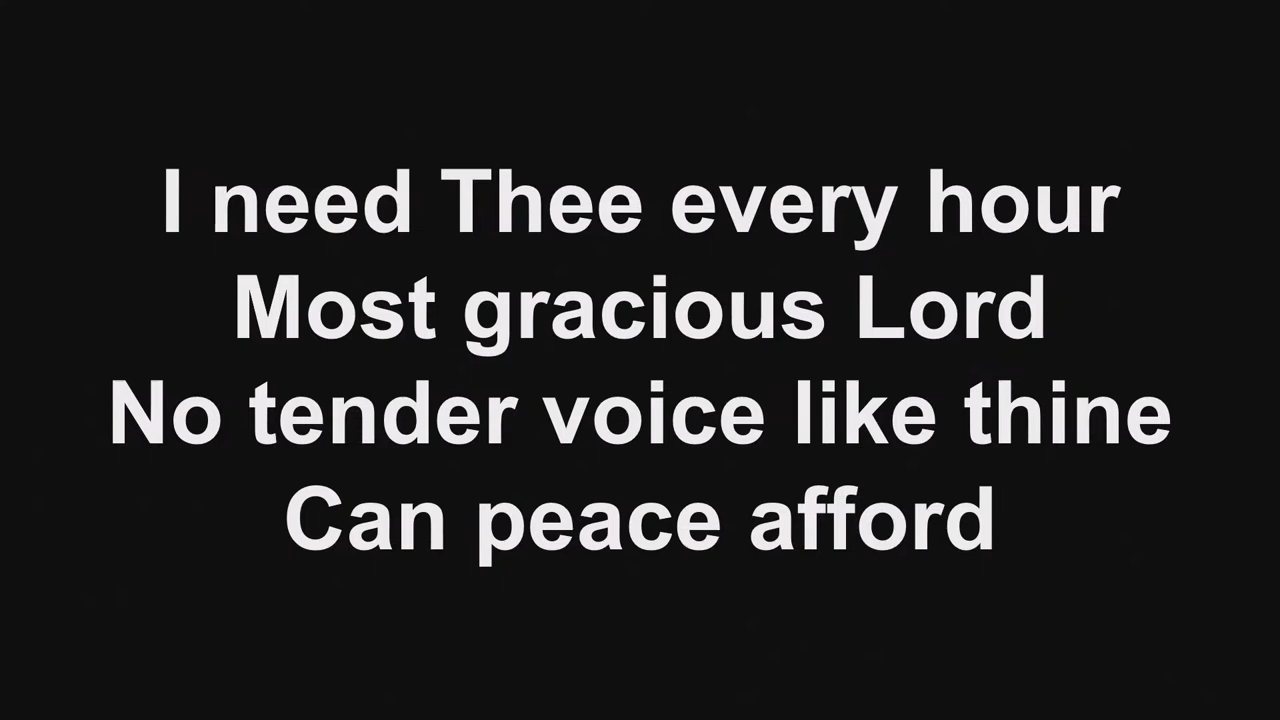 I need Thee every hour
Most gracious Lord
No tender voice like thine
Can peace afford